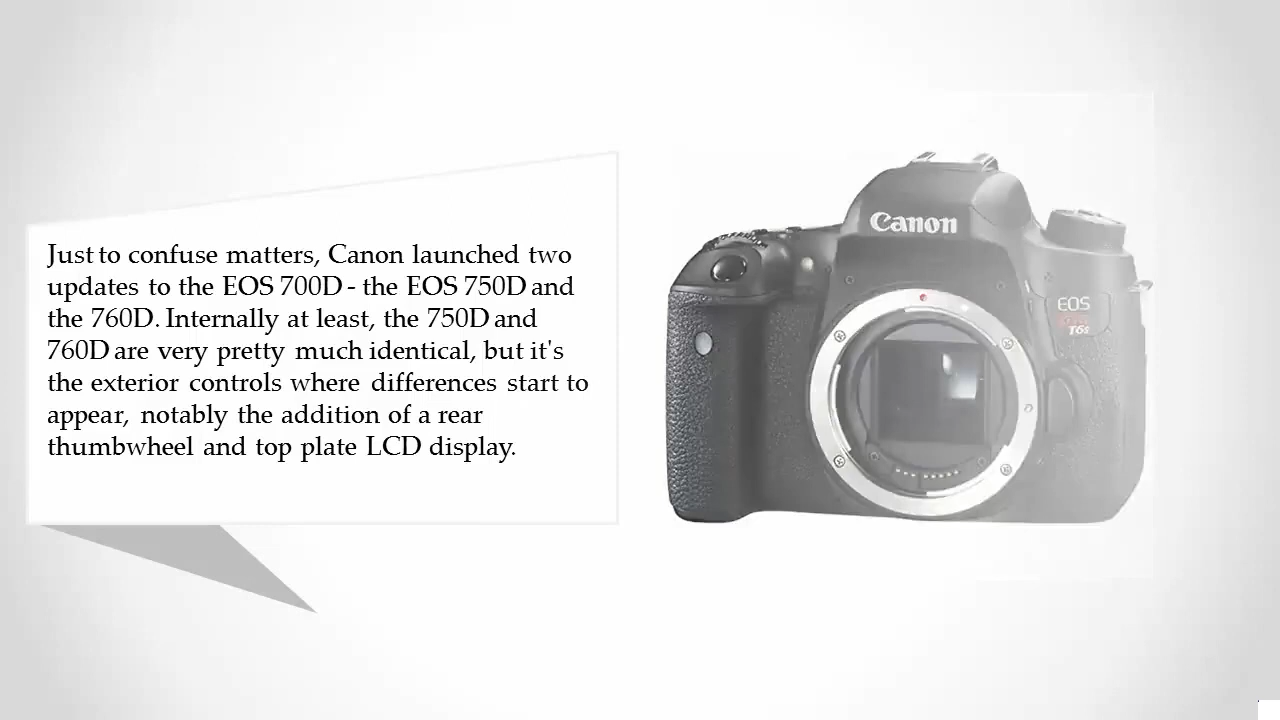 Just to confuse matters, Canon launched two
updates to the EOS 700D - the EOS 750D and
the 760D. Internally at least, the 750D and
760D are very pretty much identical, but it's
the exterior controls where differences start to
appear, notably the addition of a rear
thumbwheel and top plate LCD display.
Canon
EOS
T6s